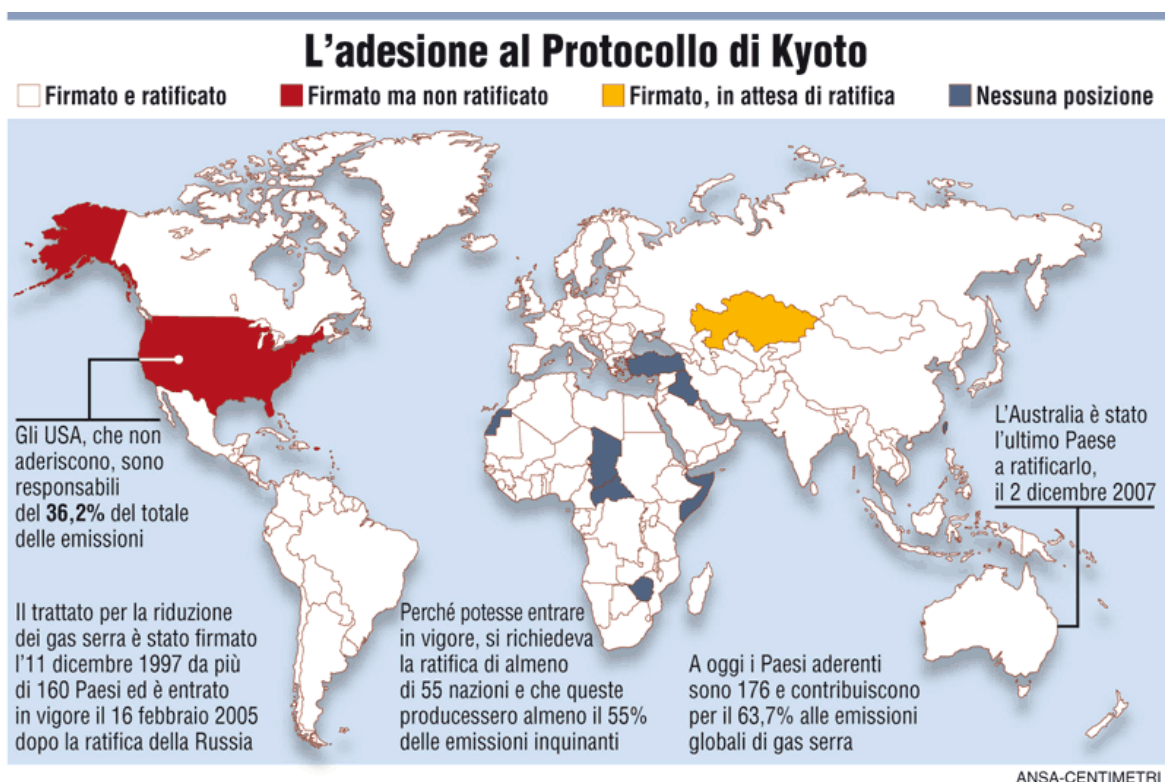 L'adesione al Protocollo di Kyoto
Firmato e ratificato
Firmato ma non ratificato
Firmato, in attesa di ratifica
Nessuna posizione
Gli USA, che non
aderiscono, sono
responsabili
del 36,2% del totale
delle emissioni
L'Australia è stato
l'ultimo Paese
a ratificarlo,
il 2 dicembre 2007
Il trattato per la riduzione
dei gas serra è stato firmato
l'11 dicembre 1997 da più
di 160 Paesi ed è entrato
in vigore il 16 febbraio 2005
dopo la ratifica della Russia
Perché potesse entrare
in vigore, si richiedeva
la ratifica di almeno
di 55 nazioni e che queste
producessero almeno il 55%
delle emissioni inquinanti
A oggi i Paesi aderenti
sono 176 e contribuiscono
per il 63,7% alle emissioni
globali di gas serra
ANSA-CENTIMETRI